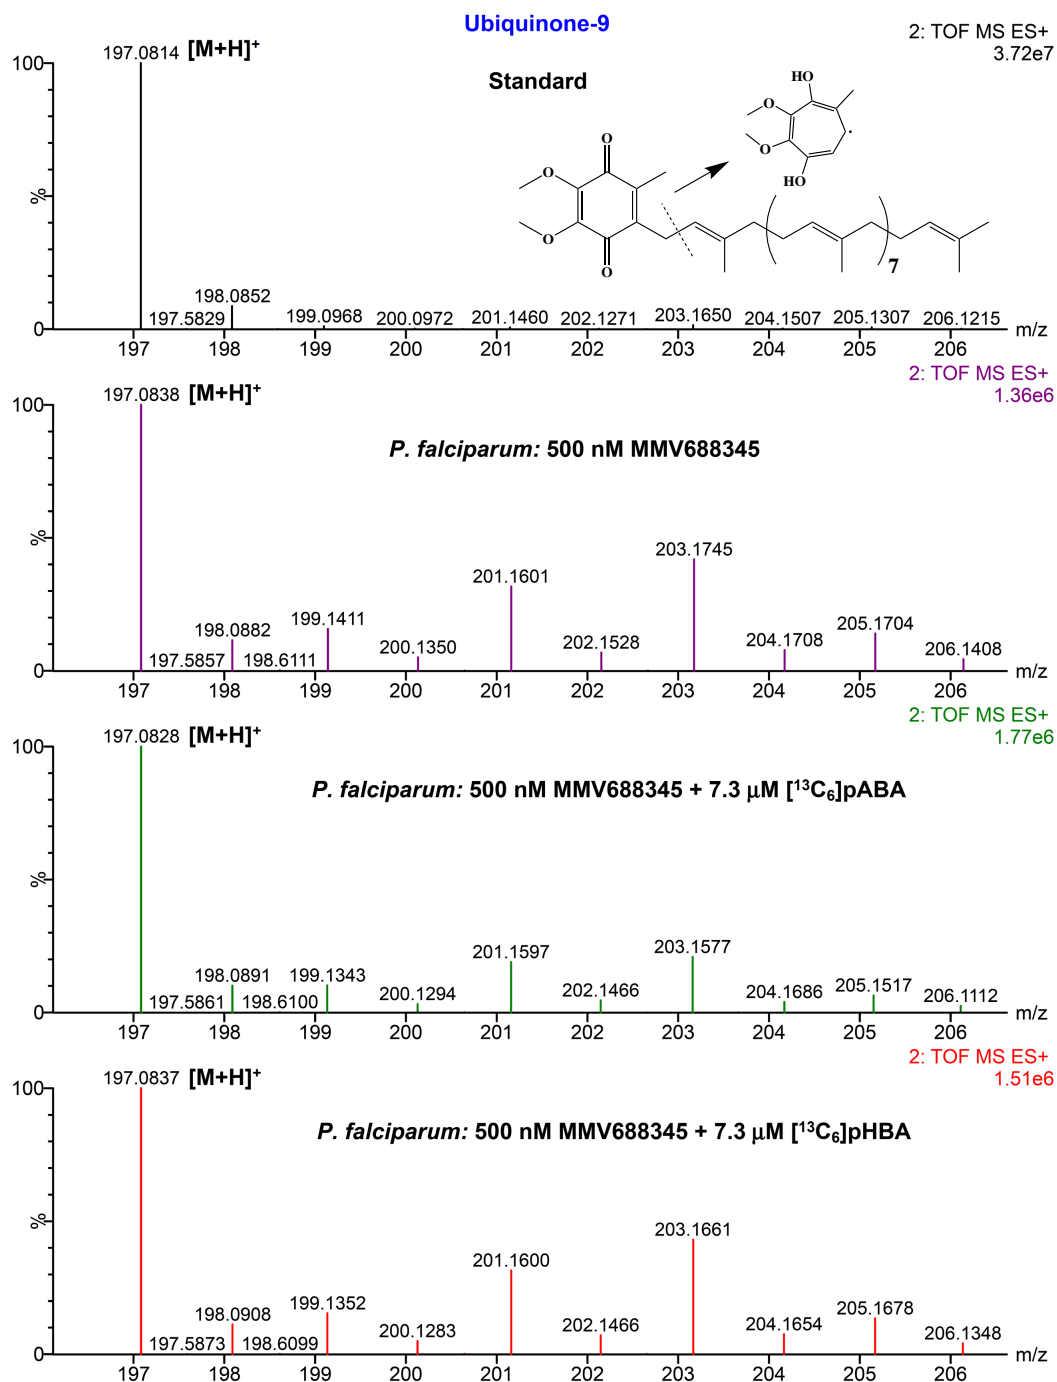 Ubiquinone-9
2: TOF MS ES+
3.72e7
197.0814 [M+H]⁺
100
Standard
HO
O
O
HO
O
O
O
O
7
%
198.0852
197.5829
199.0968
200.0972
201.1460
202.1271
203.1650
204.1507
205.1307
206.1215
0
m/z
197 198 199 200 201 202 203 204 205 206
2: TOF MS ES+
1.36e6
197.0838 [M+H]⁺
100
P. falciparum: 500 nM MMV688345
%
203.1745
201.1601
199.1411
205.1704
198.0882
200.1350
202.1528
204.1708
206.1408
197.5857
198.6111
0
m/z
197 198 199 200 201 202 203 204 205 206
2: TOF MS ES+
1.77e6
197.0828 [M+H]⁺
100
P. falciparum: 500 nM MMV688345 + 7.3 μM [¹³C₆]pABA
%
201.1597
203.1577
198.0891
199.1343
205.1517
200.1294
202.1466
204.1686
206.1112
197.5861
198.6100
0
m/z
197 198 199 200 201 202 203 204 205 206
2: TOF MS ES+
1.51e6
197.0837 [M+H]⁺
100
P. falciparum: 500 nM MMV688345 + 7.3 μM [¹³C₆]pHBA
%
203.1661
201.1600
199.1352
205.1678
198.0908
200.1283
202.1466
204.1654
206.1348
197.5873
198.6099
0
m/z
197 198 199 200 201 202 203 204 205 206